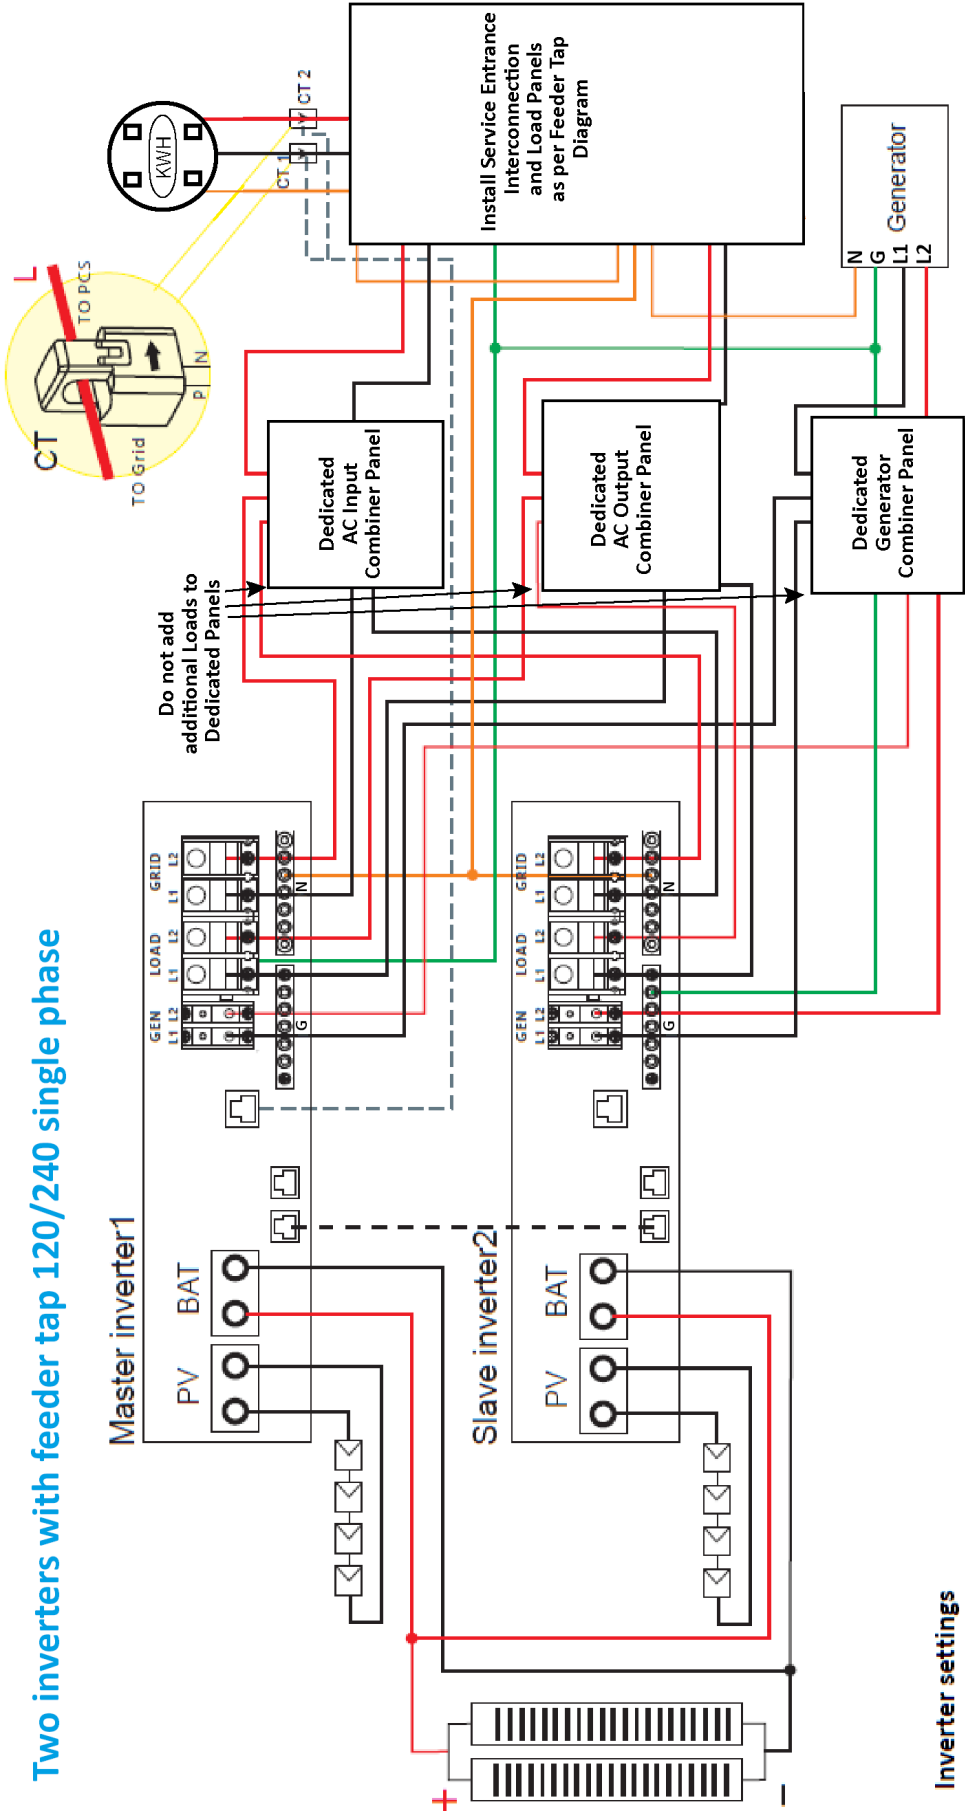 Two inverters with feeder tap 120/240 single phase
CT
L
TO PCS
TO Grid
P
N
KWH
CT 1
CT 2
Install Service Entrance
Interconnection
and Load Panels
as per Feeder Tap
Diagram
Do not add
additional Loads to
Dedicated Panels
Dedicated
AC Input
Combiner Panel
Dedicated
AC Output
Combiner Panel
Dedicated
Generator
Combiner Panel
Generator
N
G
L1
L2
Master inverter1
PV
BAT
GEN
LOAD
GRID
L1 L2
L1
L2
L1
L2
G
N
Slave inverter2
PV
BAT
GEN
LOAD
GRID
L1 L2
L1
L2
L1
L2
G
N
+
−
Inverter settings